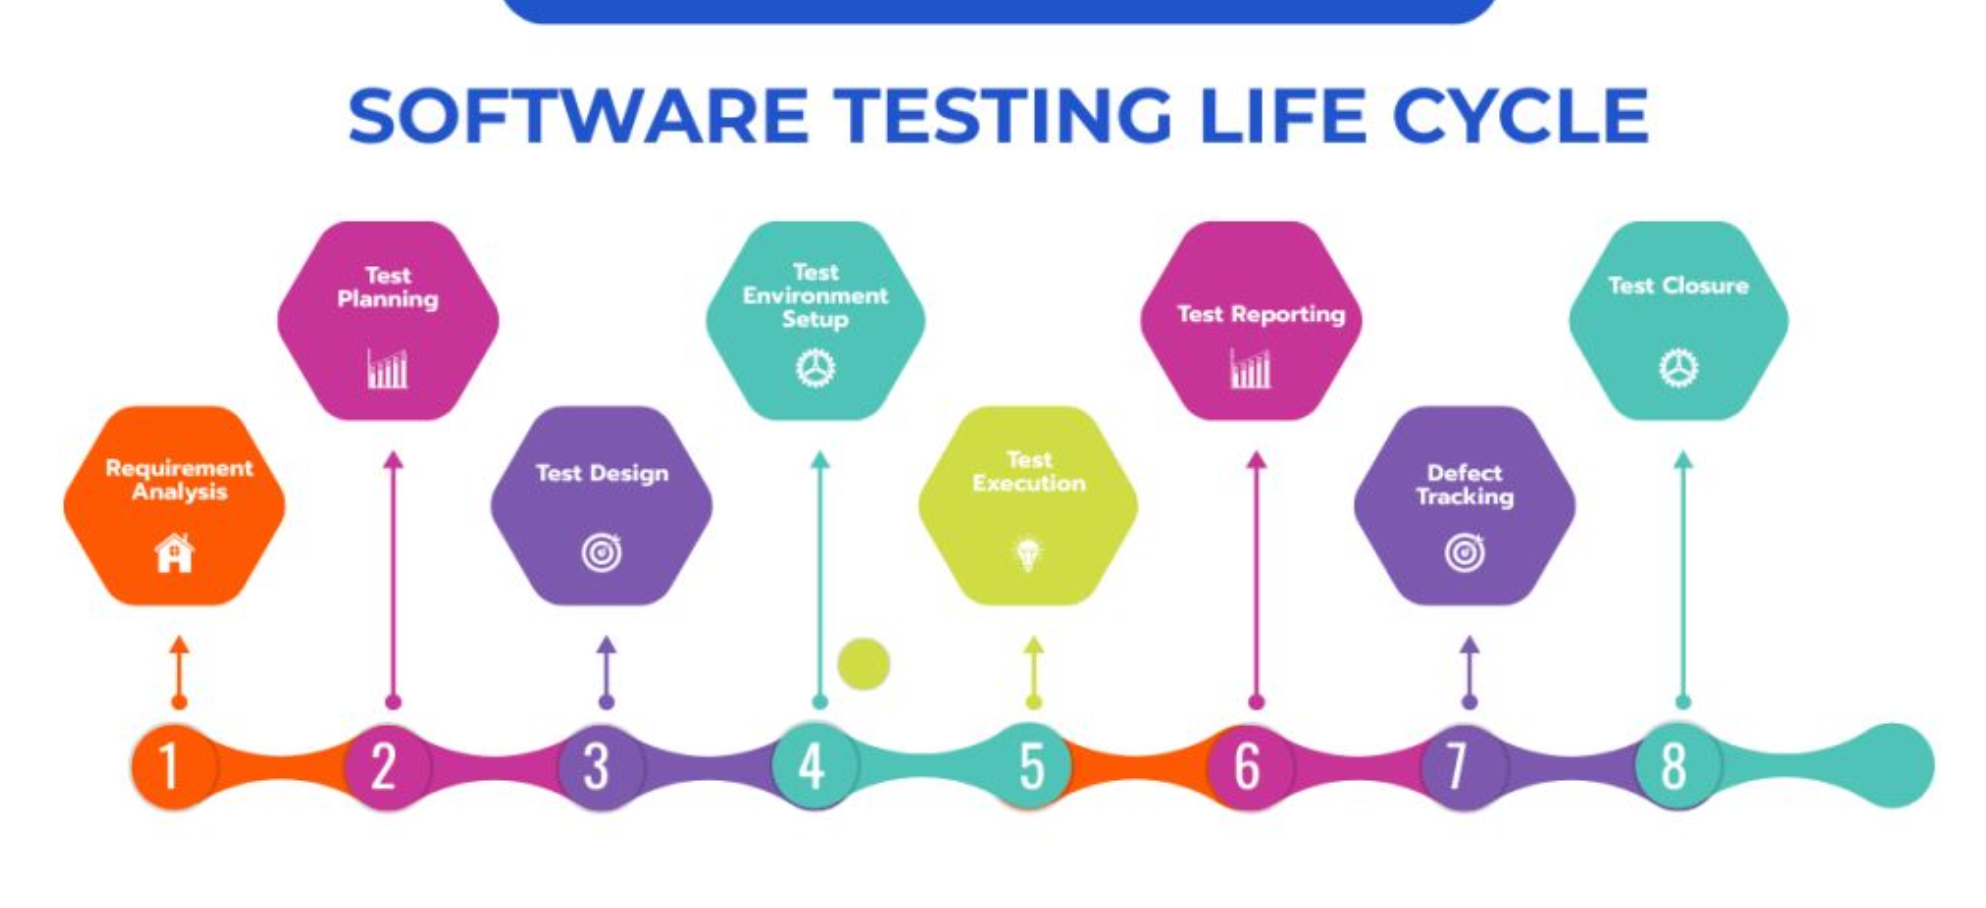 SOFTWARE TESTING LIFE CYCLE
Requirement
Analysis
Test
Planning
Test Design
Test
Environment
Setup
Test
Execution
Test Reporting
Defect
Tracking
Test Closure
1
2
3
4
5
6
7
8